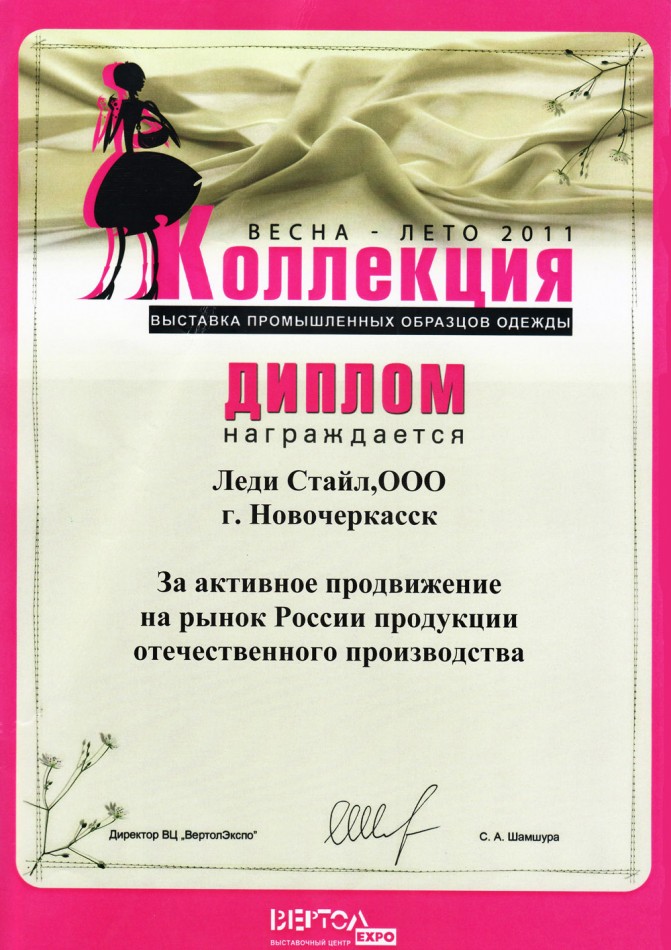 ВЕСНА - ЛЕТО 2011
Коллекция
ВЫСТАВКА ПРОМЫШЛЕННЫХ ОБРАЗЦОВ ОДЕЖДЫ
ДИПЛОМ
награждается
Леди Стайл,ООО
г. Новочеркасск
За активное продвижение
на рынок России продукции
отечественного производства
Директор ВЦ „ВертолЭкспо"
С. А. Шамшура
ВЕРТОЛ
ВЫСТАВОЧНЫЙ ЦЕНТР EXPO